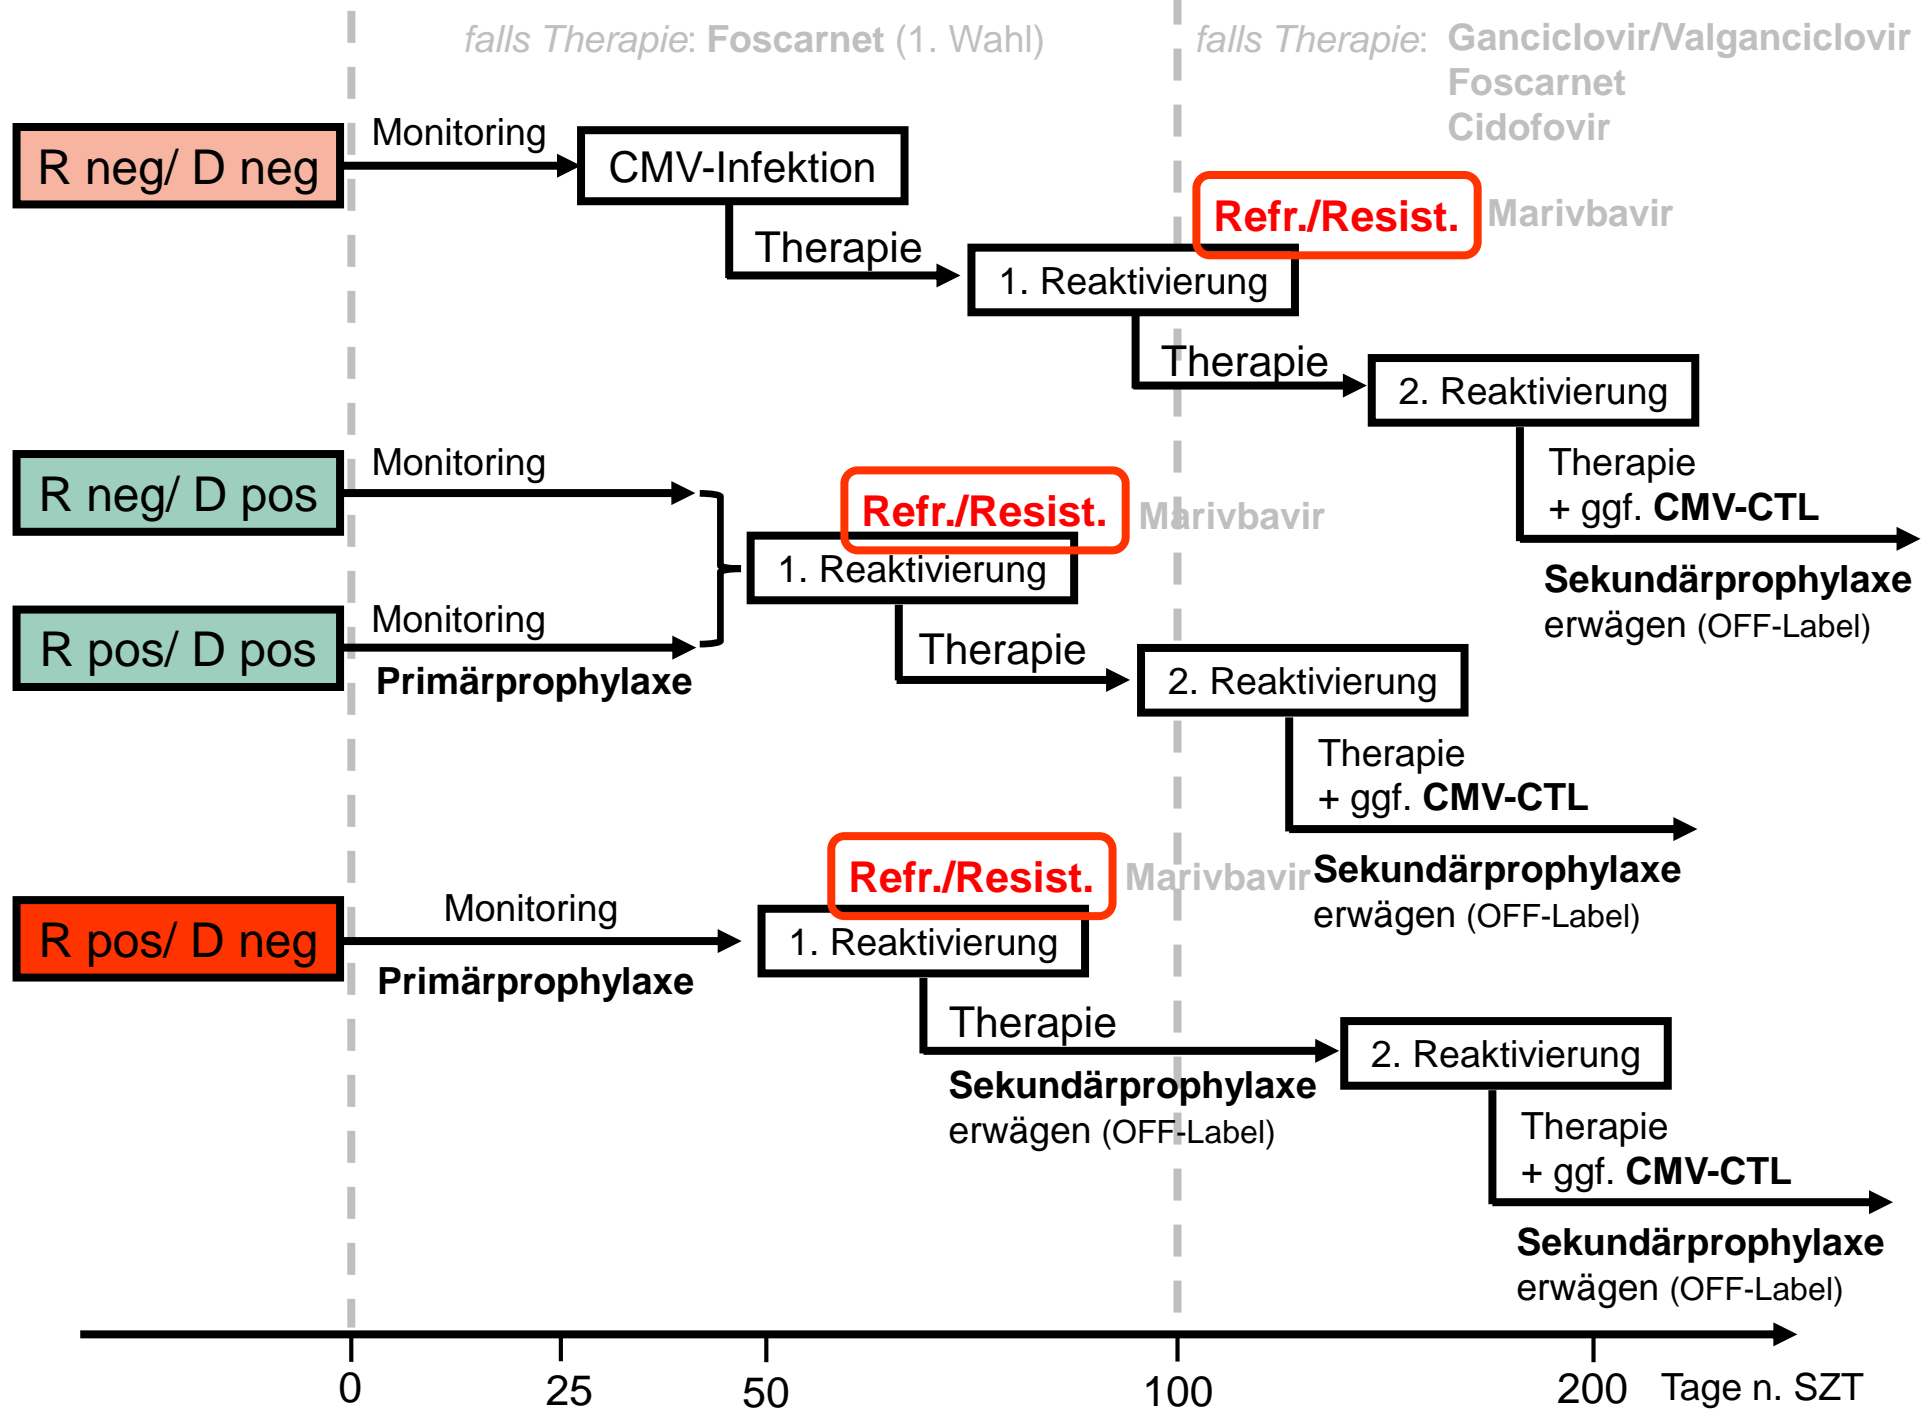 falls Therapie: Foscarnet (1. Wahl)
falls Therapie: Ganciclovir/Valganciclovir
Foscarnet
Cidofovir
R neg/ D neg
Monitoring
CMV-Infektion
Therapie
1. Reaktivierung
Refr./Resist.
Marivbavir
Therapie
2. Reaktivierung
Therapie
+ ggf. CMV-CTL
Sekundärprophylaxe
erwägen (OFF-Label)
R neg/ D pos
Monitoring
R pos/ D pos
Monitoring
Primärprophylaxe
Refr./Resist.
Marivbavir
1. Reaktivierung
Therapie
2. Reaktivierung
Therapie
+ ggf. CMV-CTL
Sekundärprophylaxe
erwägen (OFF-Label)
R pos/ D neg
Monitoring
Primärprophylaxe
Refr./Resist.
Marivbavir
1. Reaktivierung
Therapie
Sekundärprophylaxe
erwägen (OFF-Label)
2. Reaktivierung
Therapie
+ ggf. CMV-CTL
Sekundärprophylaxe
erwägen (OFF-Label)
0 25 50 100 200 Tage n. SZT